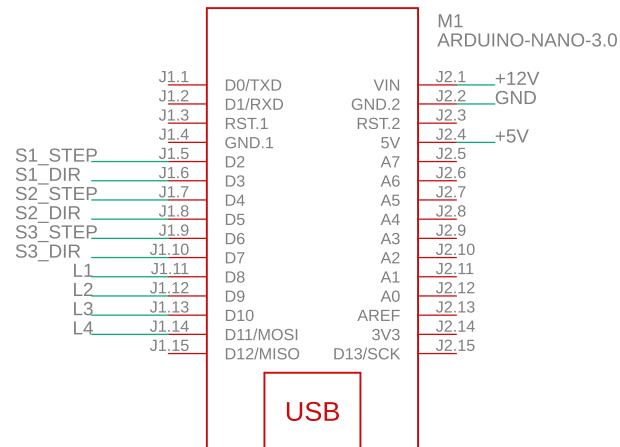 M1
ARDUINO-NANO-3.0
J1.1 D0/TXD VIN J2.1 +12V
J1.2 D1/RXD GND.2 J2.2 GND
J1.3 RST.1 RST.2 J2.3
J1.4 GND.1 5V J2.4 +5V
S1_STEP J1.5 D2 A7 J2.5
S1_DIR J1.6 D3 A6 J2.6
S2_STEP J1.7 D4 A5 J2.7
S2_DIR J1.8 D5 A4 J2.8
S3_STEP J1.9 D6 A3 J2.9
S3_DIR J1.10 D7 A2 J2.10
L1 J1.11 D8 A1 J2.11
L2 J1.12 D9 A0 J2.12
L3 J1.13 D10 AREF J2.13
L4 J1.14 D11/MOSI 3V3 J2.14
J1.15 D12/MISO D13/SCK J2.15
USB